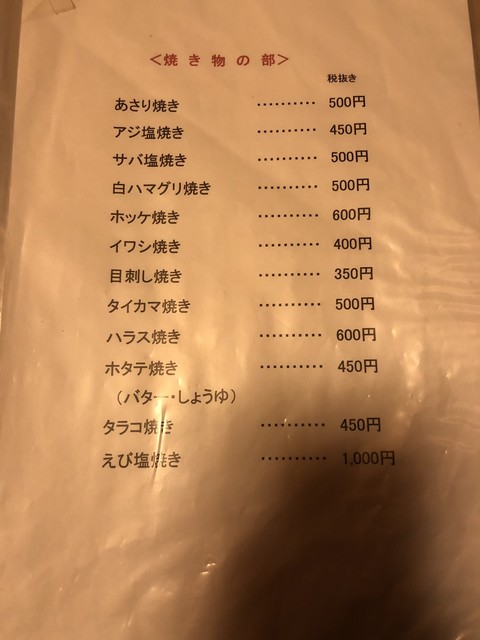 ＜焼き物の部＞
税抜き
あさり焼き ‥‥‥‥‥ 500円
アジ塩焼き ‥‥‥‥‥ 450円
サバ塩焼き ‥‥‥‥‥ 500円
白ハマグリ焼き ‥‥‥‥‥ 500円
ホッケ焼き ‥‥‥‥‥ 600円
イワシ焼き ‥‥‥‥‥ 400円
目刺し焼き ‥‥‥‥‥ 350円
タイカマ焼き ‥‥‥‥‥ 500円
ハラス焼き ‥‥‥‥‥ 600円
ホタテ焼き ‥‥‥‥‥ 450円
（バター・しょうゆ）
タラコ焼き ‥‥‥‥‥ 450円
えび塩焼き ‥‥‥‥‥ 1,000円